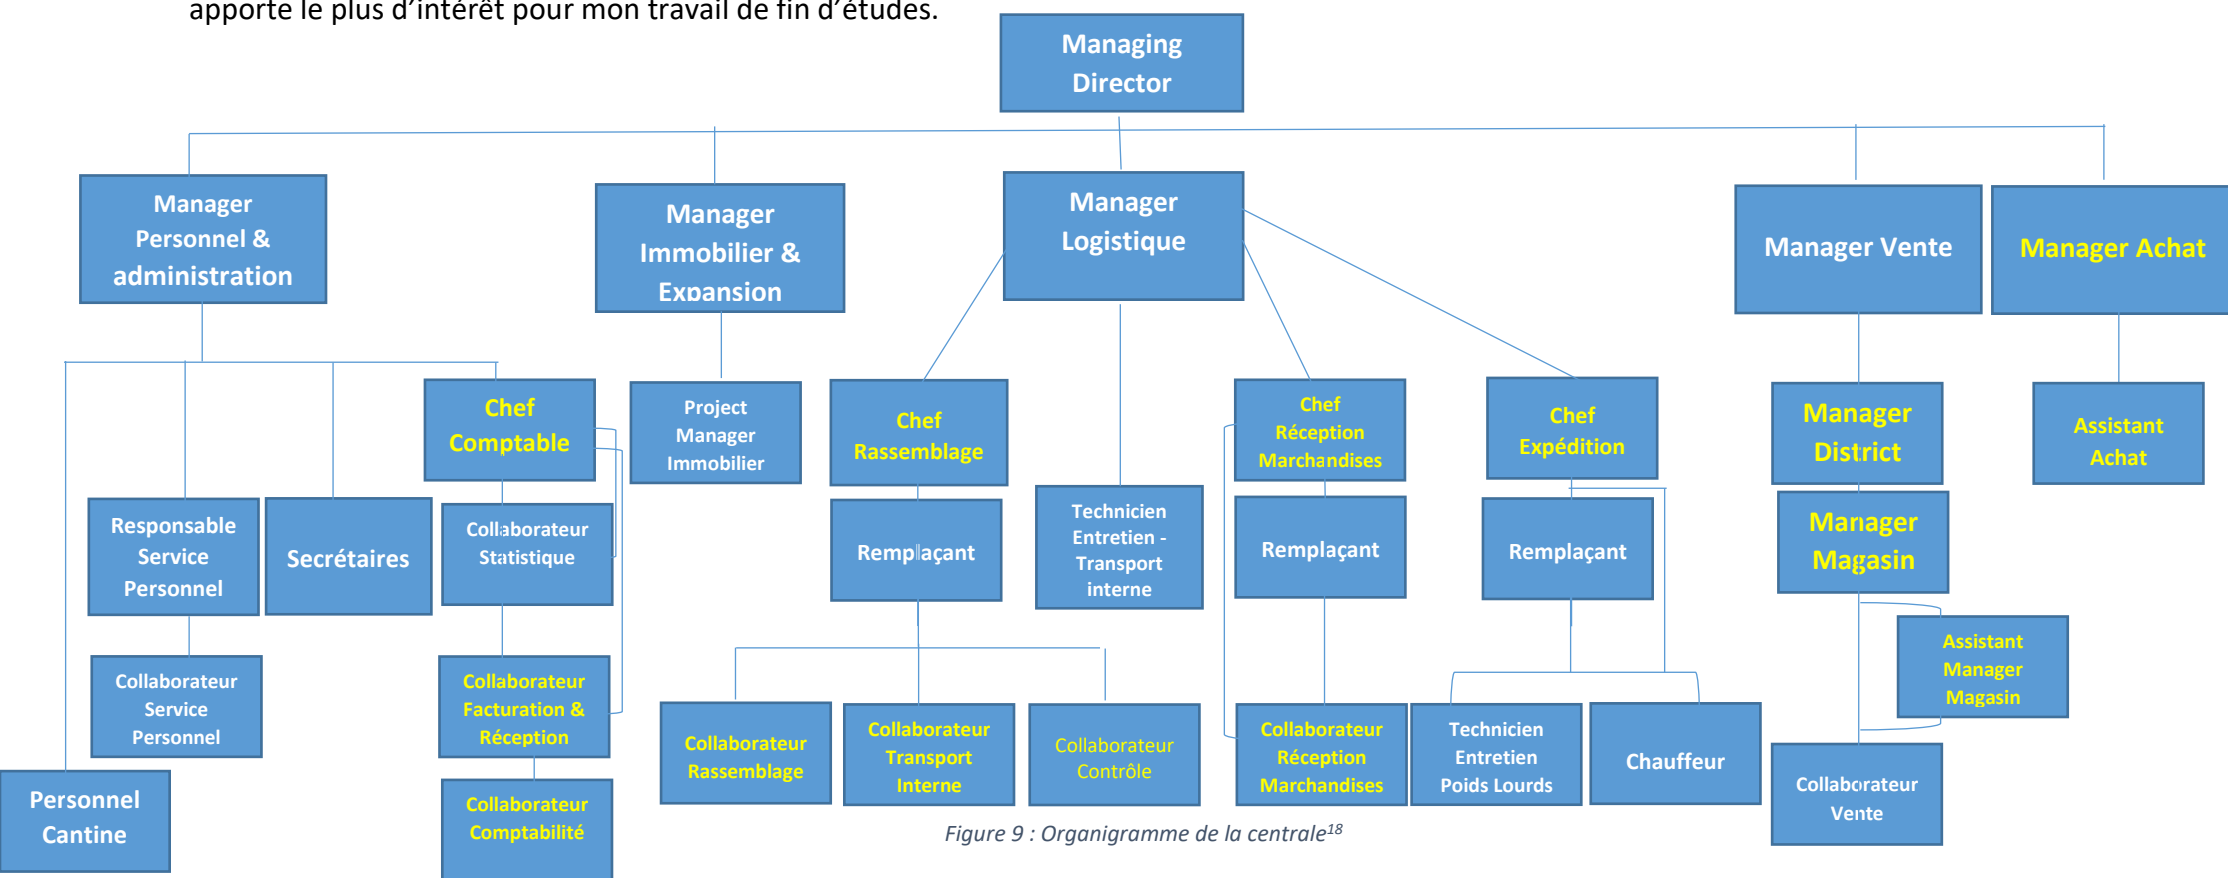 apporte le plus d'intérêt pour mon travail de fin d'études.
Managing
Director
Manager
Personnel &
administration
Manager
Immobilier &
Expansion
Manager
Logistique
Manager Vente
Manager Achat
Chef
Comptable
Project
Manager
Immobilier
Chef
Rassemblage
Chef
Réception
Marchandises
Chef
Expédition
Manager
District
Assistant
Achat
Responsable
Service
Personnel
Secrétaires
Collaborateur
Statistique
Remplaçant
Technicien
Entretien -
Transport
interne
Remplaçant
Remplaçant
Manager
Magasin
Collaborateur
Service
Personnel
Collaborateur
Facturation &
Réception
Assistant
Manager
Magasin
Collaborateur
Rassemblage
Collaborateur
Transport
Interne
Collaborateur
Contrôle
Collaborateur
Réception
Marchandises
Technicien
Entretien
Poids Lourds
Chauffeur
Collaborateur
Vente
Personnel
Cantine
Collaborateur
Comptabilité
Figure 9 : Organigramme de la centrale18